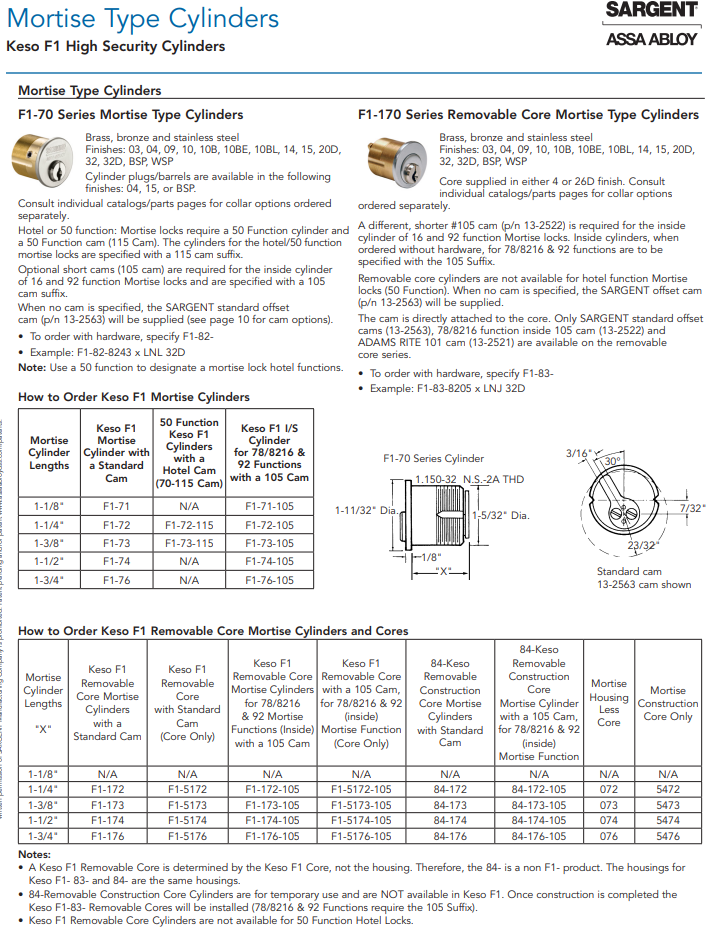 Mortise Type Cylinders
Keso F1 High Security Cylinders
SARGENT
ASSA ABLOY
Mortise Type Cylinders
F1-70 Series Mortise Type Cylinders
Brass, bronze and stainless steel
Finishes: 03, 04, 09, 10, 10B, 10BE, 10BL, 14, 15, 20D,
32, 32D, BSP, WSP
Cylinder plugs/barrels are available in the following
finishes: 04, 15, or BSP.
Consult individual catalogs/parts pages for collar options ordered
separately.
Hotel or 50 function: Mortise locks require a 50 Function cylinder and
a 50 Function cam (115 Cam). The cylinders for the hotel/50 function
mortise locks are specified with a 115 cam suffix.
Optional short cams (105 cam) are required for the inside cylinder
of 16 and 92 function Mortise locks and are specified with a 105
cam suffix.
When no cam is specified, the SARGENT standard offset
cam (p/n 13-2563) will be supplied (see page 10 for cam options).
• To order with hardware, specify F1-82-
• Example: F1-82-8243 x LNL 32D
Note: Use a 50 function to designate a mortise lock hotel functions.
F1-170 Series Removable Core Mortise Type Cylinders
Brass, bronze and stainless steel
Finishes: 03, 04, 09, 10, 10B, 10BE, 10BL, 14, 15, 20D,
32, 32D, BSP, WSP
Core supplied in either 4 or 26D finish. Consult
individual catalogs/parts pages for collar options
ordered separately.
A different, shorter #105 cam (p/n 13-2522) is required for the inside
cylinder of 16 and 92 function Mortise locks. Inside cylinders, when
ordered without hardware, for 78/8216 & 92 functions are to be
specified with the 105 Suffix.
Removable core cylinders are not available for hotel function Mortise
locks (50 Function). When no cam is specified, the SARGENT offset cam
(p/n 13-2563) will be supplied.
The cam is directly attached to the core. Only SARGENT standard offset
cams (13-2563), 78/8216 function inside 105 cam (13-2522) and
ADAMS RITE 101 cam (13-2521) are available on the removable
core series.
• To order with hardware, specify F1-83-
• Example: F1-83-8205 x LNJ 32D
How to Order Keso F1 Mortise Cylinders
Mortise Cylinder Lengths | Keso F1 Mortise Cylinder with a Standard Cam | 50 Function Keso F1 Cylinders with a Hotel Cam (70-115 Cam) | Keso F1 I/S Cylinder for 78/8216 & 92 Functions with a 105 Cam
1-1/8" F1-71 N/A F1-71-105
1-1/4" F1-72 F1-72-115 F1-72-105
1-3/8" F1-73 F1-73-115 F1-73-105
1-1/2" F1-74 N/A F1-74-105
1-3/4" F1-76 N/A F1-76-105
F1-70 Series Cylinder
1.150-32 N.S.-2A THD
1-11/32" Dia.
1-5/32" Dia.
1/8"
"X"
3/16"
30°
7/32"
23/32"
Standard cam
13-2563 cam shown
How to Order Keso F1 Removable Core Mortise Cylinders and Cores
Mortise Cylinder Lengths "X" | Keso F1 Removable Core Mortise Cylinders with a Standard Cam | Keso F1 Removable Core with Standard Cam (Core Only) | Keso F1 Removable Core Mortise Cylinders for 78/8216 & 92 Mortise Functions (Inside) with a 105 Cam | Keso F1 Removable Core with a 105 Cam, for 78/8216 & 92 (inside) Mortise Function (Core Only) | 84-Keso Removable Construction Core Mortise Cylinders with Standard Cam | 84-Keso Removable Construction Core Mortise Cylinder with a 105 Cam, for 78/8216 & 92 (inside) Mortise Function | Mortise Housing Less Core | Mortise Construction Core Only
1-1/8" N/A N/A N/A N/A N/A N/A N/A N/A
1-1/4" F1-172 F1-5172 F1-172-105 F1-5172-105 84-172 84-172-105 072 5472
1-3/8" F1-173 F1-5173 F1-173-105 F1-5173-105 84-173 84-173-105 073 5473
1-1/2" F1-174 F1-5174 F1-174-105 F1-5174-105 84-174 84-174-105 074 5474
1-3/4" F1-176 F1-5176 F1-176-105 F1-5176-105 84-176 84-176-105 076 5476
Notes:
• A Keso F1 Removable Core is determined by the Keso F1 Core, not the housing. Therefore, the 84- is a non F1- product. The housings for
Keso F1- 83- and 84- are the same housings.
• 84-Removable Construction Core Cylinders are for temporary use and are NOT available in Keso F1. Once construction is completed the
Keso F1-83- Removable Cores will be installed (78/8216 & 92 Functions require the 105 Suffix).
• Keso F1 Removable Core Cylinders are not available for 50 Function Hotel Locks.